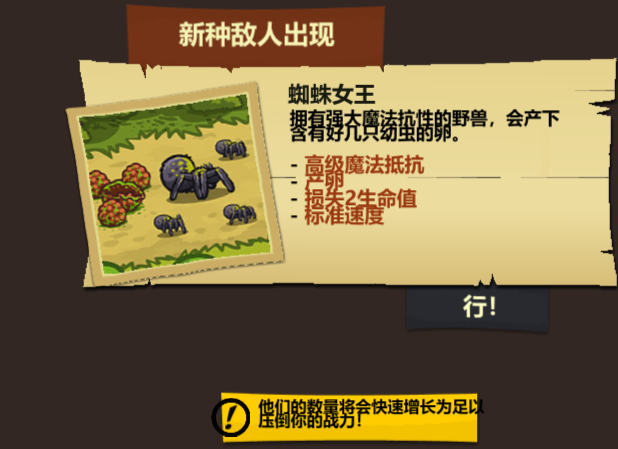 新种敌人出现
蜘蛛女王
拥有强大魔法抗性的野兽，会产下
含有好几只幼虫的卵。
- 高级魔法抵抗
- 产卵
- 损失2生命值
- 标准速度
行！
他们的数量将会快速增长为足以
压倒你的战力！